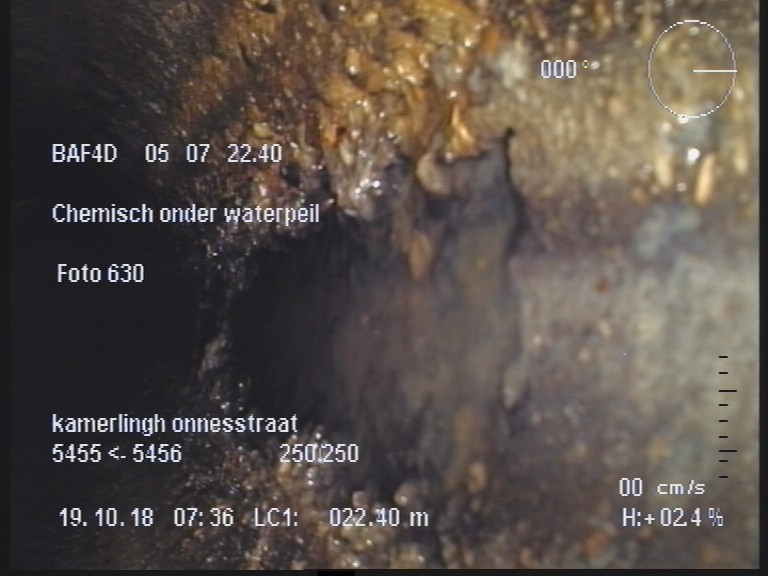 000°
BAF4D 05 07 22.40
Chemisch onder waterpeil
Foto 630
kamerlingh onnesstraat
5455 <- 5456 250:250
00 cm/s
19.10.18 07:36 LC1: 022.40 m H:+02.4 %